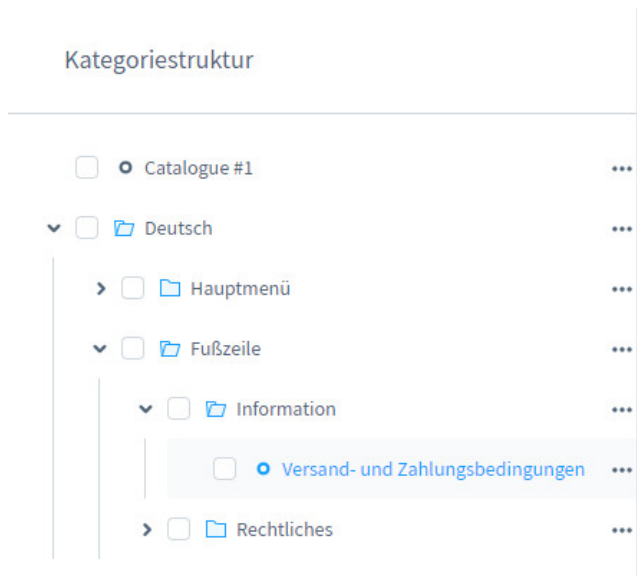 Kategoriestruktur
Catalogue #1
Deutsch
Hauptmenü
Fußzeile
Information
Versand- und Zahlungsbedingungen
Rechtliches